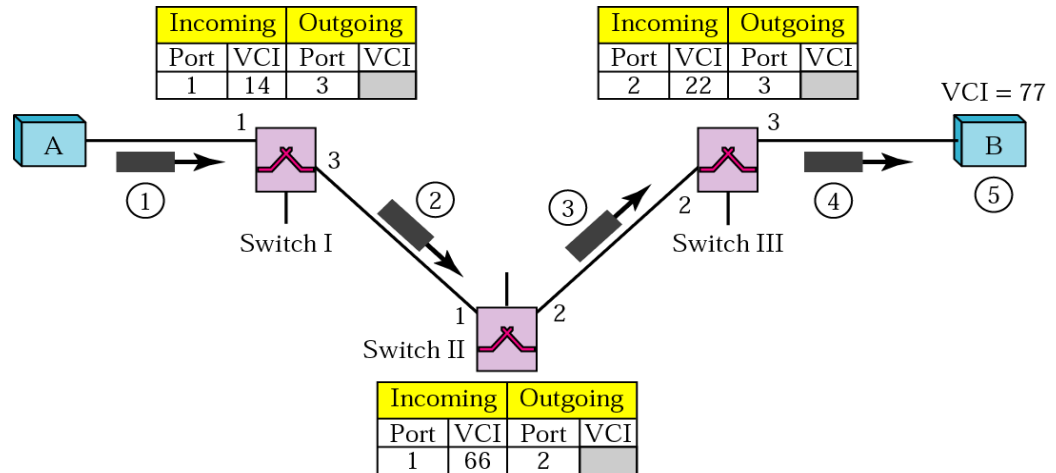 Incoming Outgoing
Port VCI Port VCI
1 14 3
Incoming Outgoing
Port VCI Port VCI
2 22 3
VCI = 77
A
1
3
Switch I
1
2
3
3
2
Switch III
4
B
5
1
2
Switch II
Incoming Outgoing
Port VCI Port VCI
1 66 2